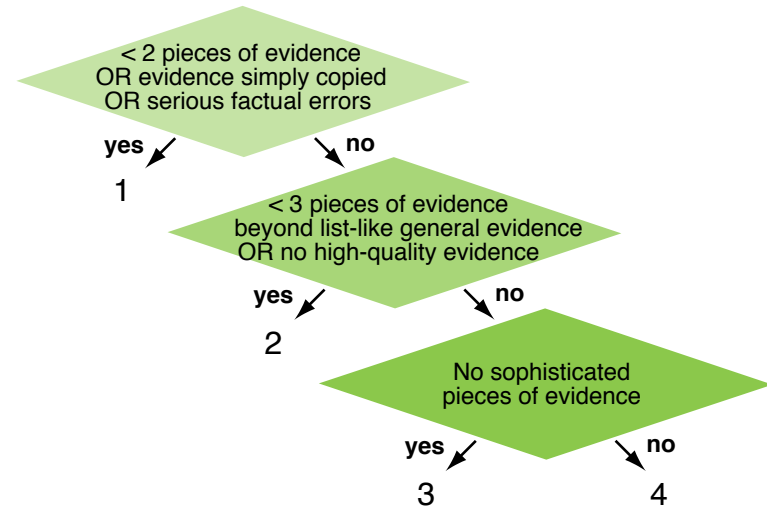 < 2 pieces of evidence
OR evidence simply copied
OR serious factual errors
yes
no
1
< 3 pieces of evidence
beyond list-like general evidence
OR no high-quality evidence
yes
no
2
No sophisticated
pieces of evidence
yes
no
3
4